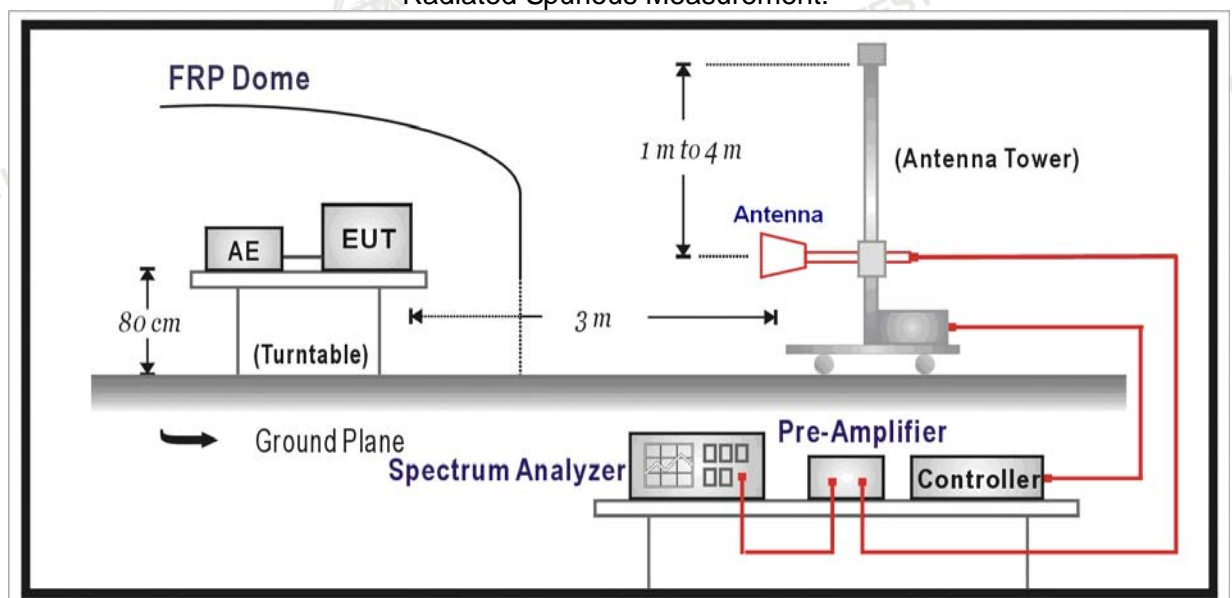 Radiated Spurious Measurement:
FRP Dome
1 m to 4 m
(Antenna Tower)
Antenna
AE
EUT
80 cm
3 m
(Turntable)
Ground Plane
Pre-Amplifier
Spectrum Analyzer
Controller